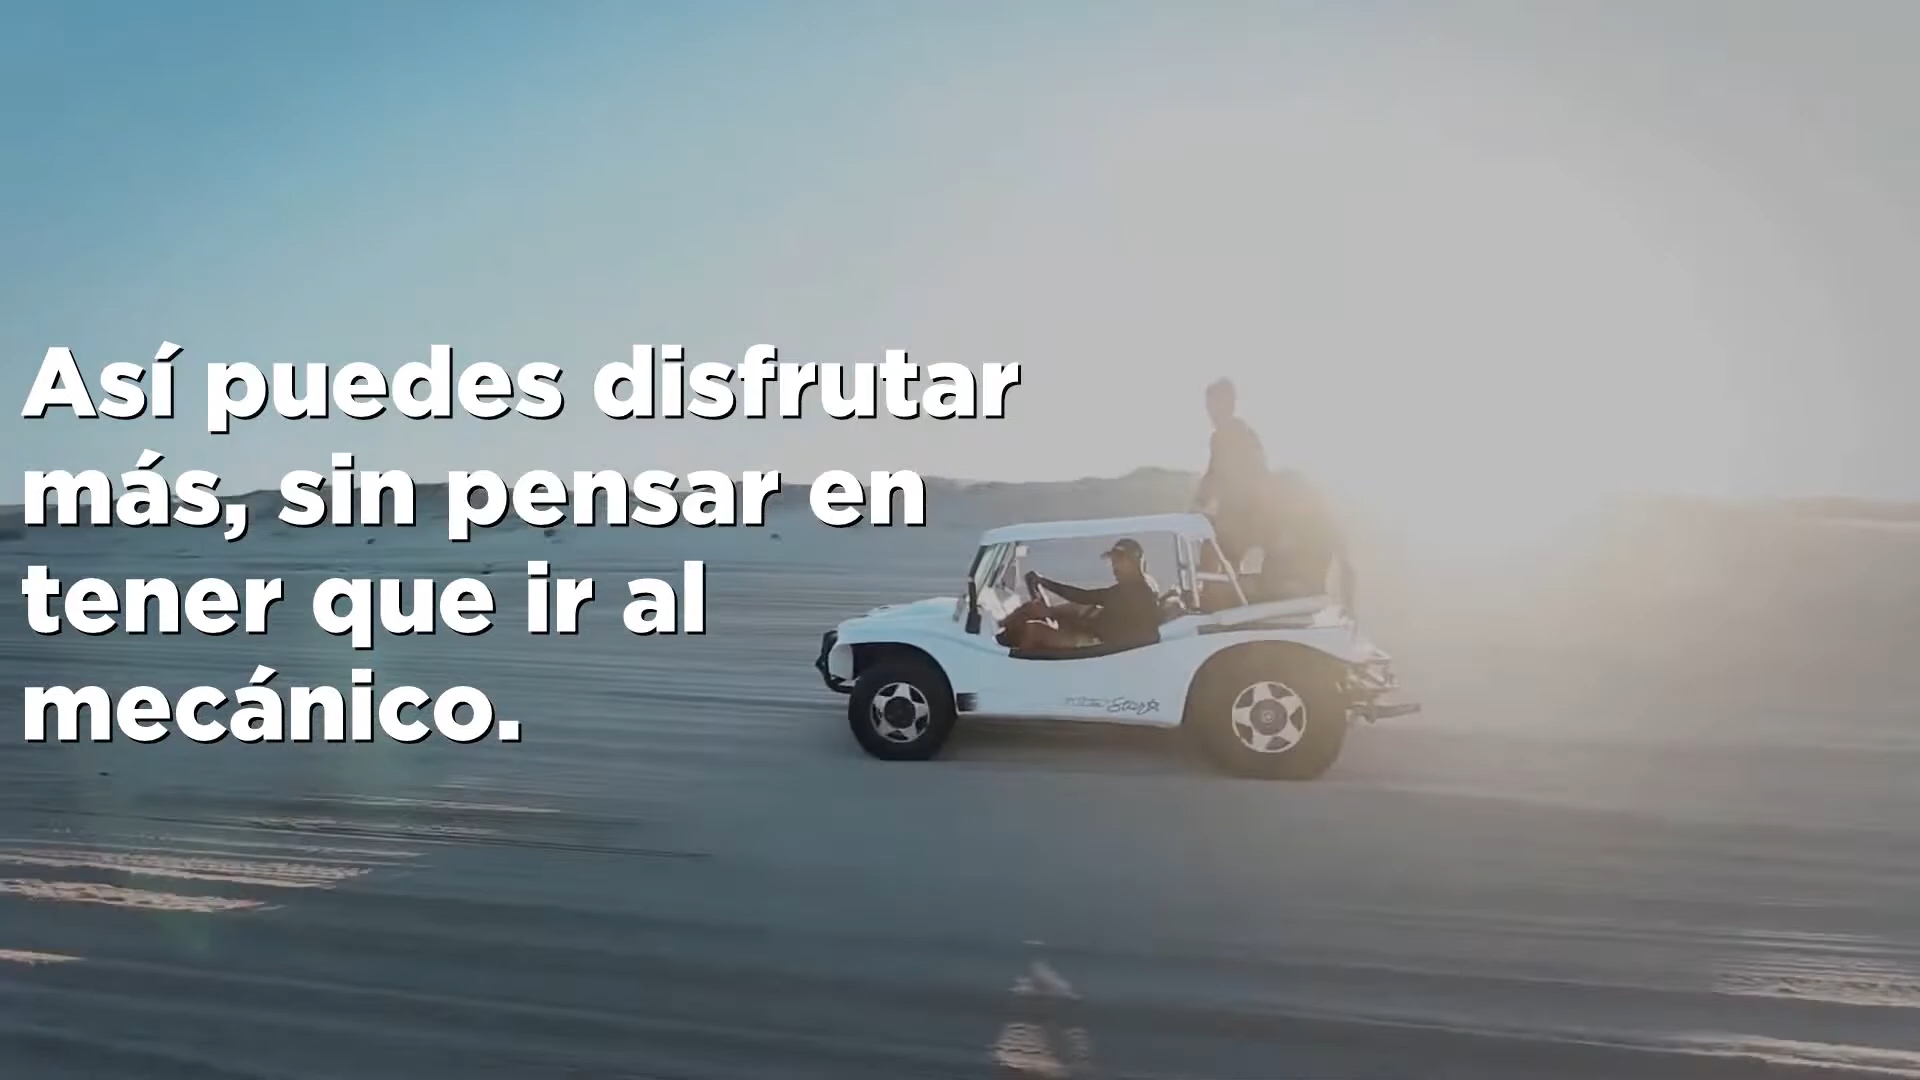 Así puedes disfrutar
más, sin pensar en
tener que ir al
mecánico.